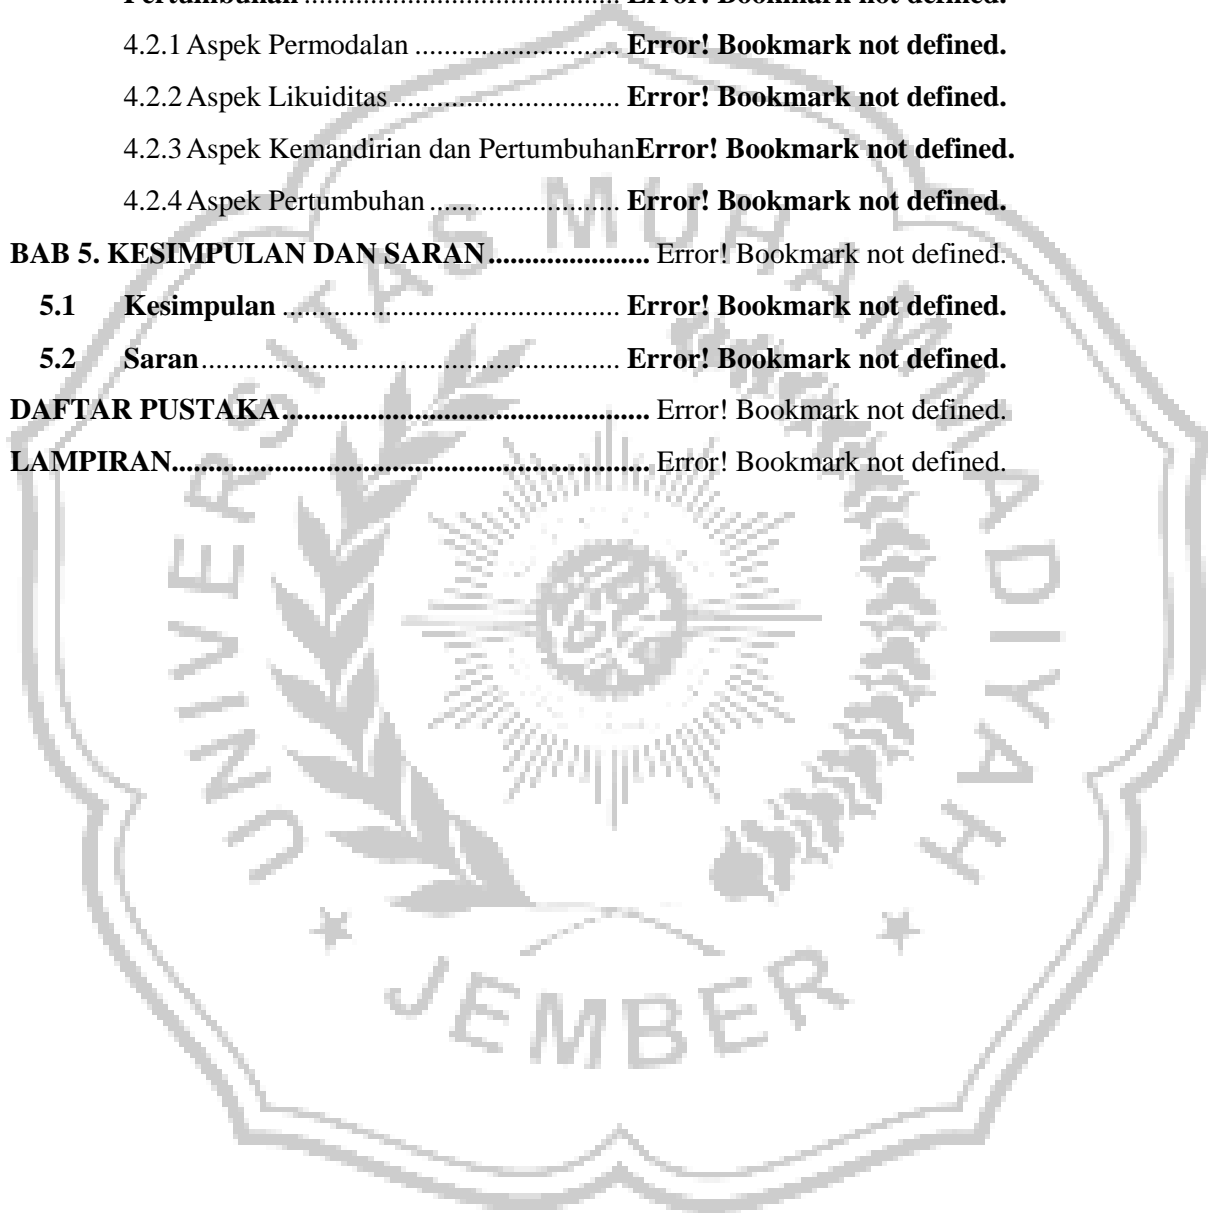 Pertumbuhan ........................................... Error! Bookmark not defined.
4.2.1 Aspek Permodalan ............................ Error! Bookmark not defined.
4.2.2 Aspek Likuiditas ............................... Error! Bookmark not defined.
4.2.3 Aspek Kemandirian dan PertumbuhanError! Bookmark not defined.
4.2.4 Aspek Pertumbuhan .......................... Error! Bookmark not defined.
BAB 5. KESIMPULAN DAN SARAN ...................... Error! Bookmark not defined.
5.1 Kesimpulan .............................................. Error! Bookmark not defined.
5.2 Saran ......................................................... Error! Bookmark not defined.
DAFTAR PUSTAKA .................................................. Error! Bookmark not defined.
LAMPIRAN ................................................................. Error! Bookmark not defined.
UNIVERSITAS MUHAMMADIYAH
JEMBER